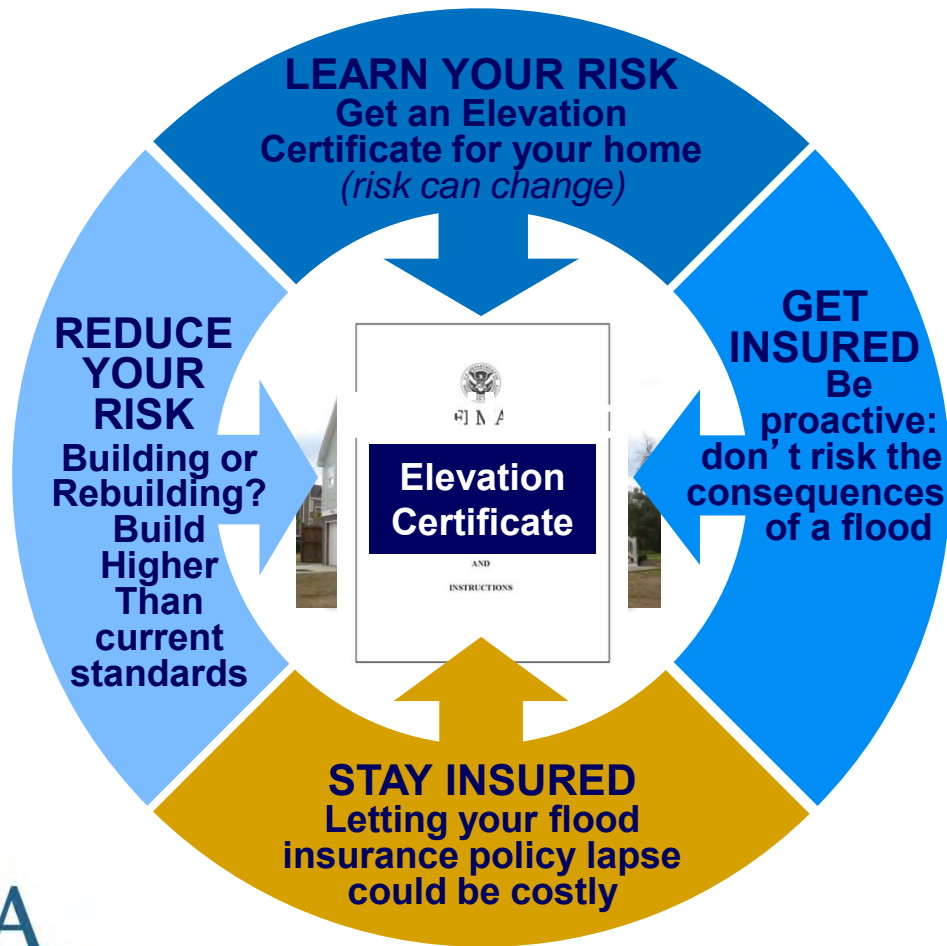 LEARN YOUR RISK
Get an Elevation
Certificate for your home
(risk can change)
GET
INSURED
Be
proactive:
don’t risk the
consequences
of a flood
REDUCE
YOUR
RISK
Building or
Rebuilding?
Build
Higher
Than
current
standards
Elevation
Certificate
AND
INSTRUCTIONS
STAY INSURED
Letting your flood
insurance policy lapse
could be costly
A